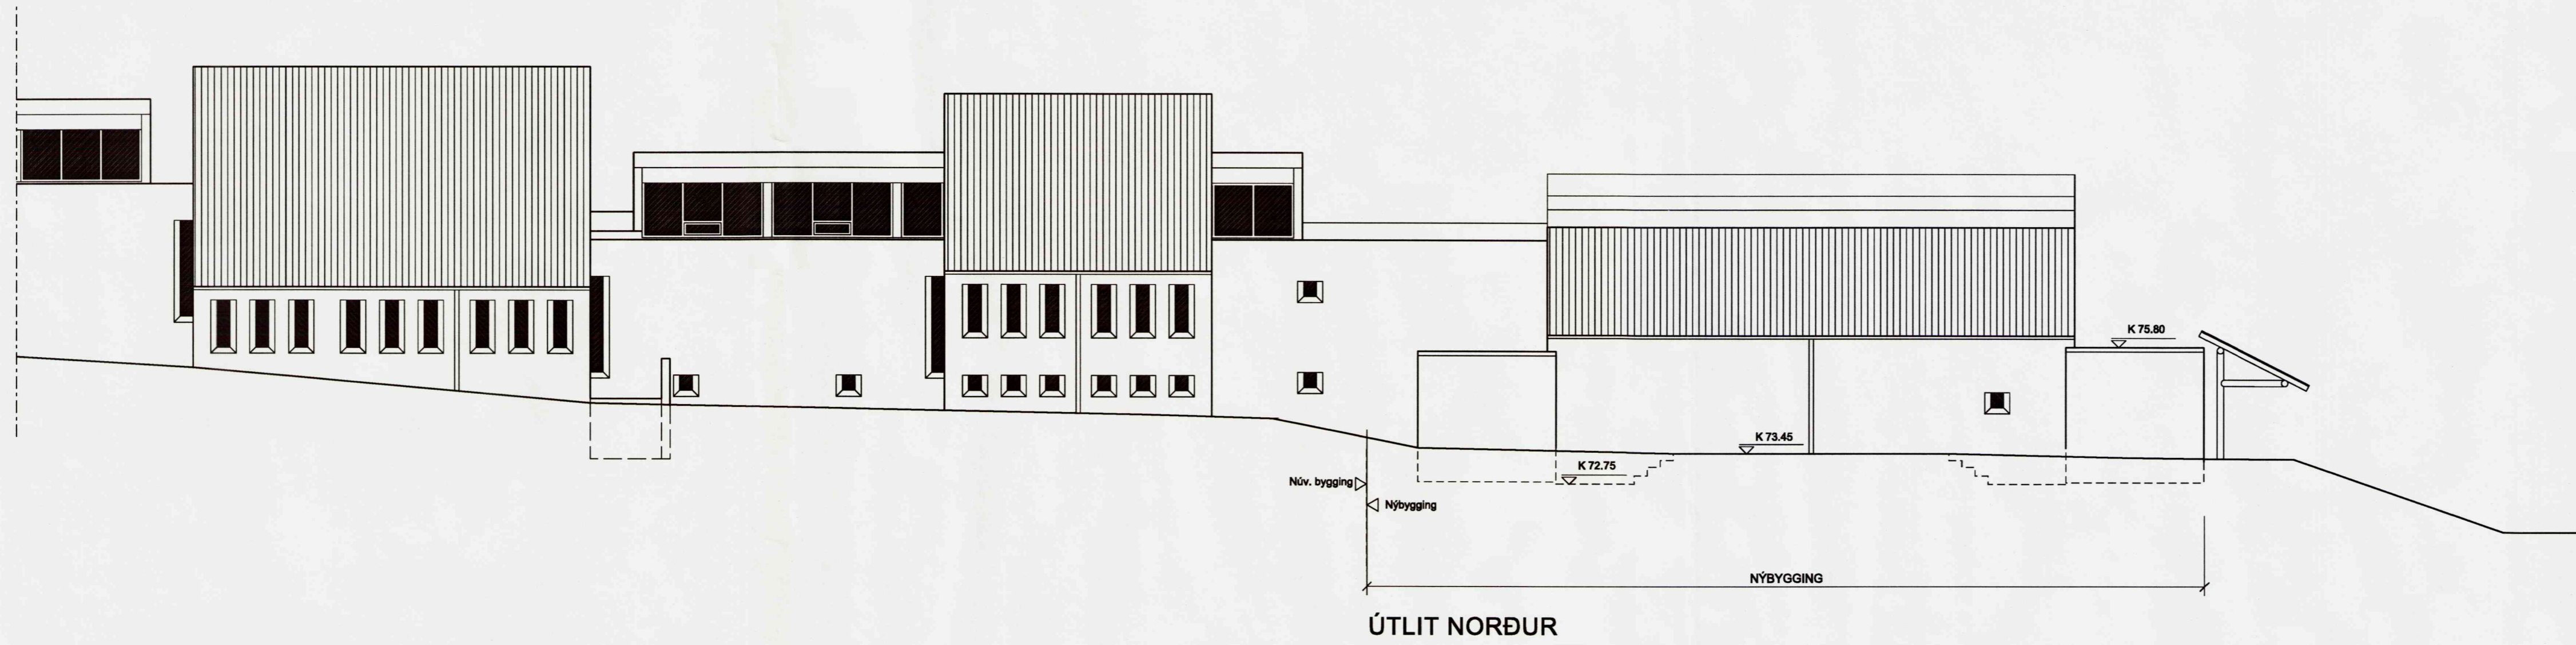 K 75.80
K 73.45
K 72.75
Núv. bygging
Nýbygging
NÝBYGGING
ÚTLIT NORÐUR